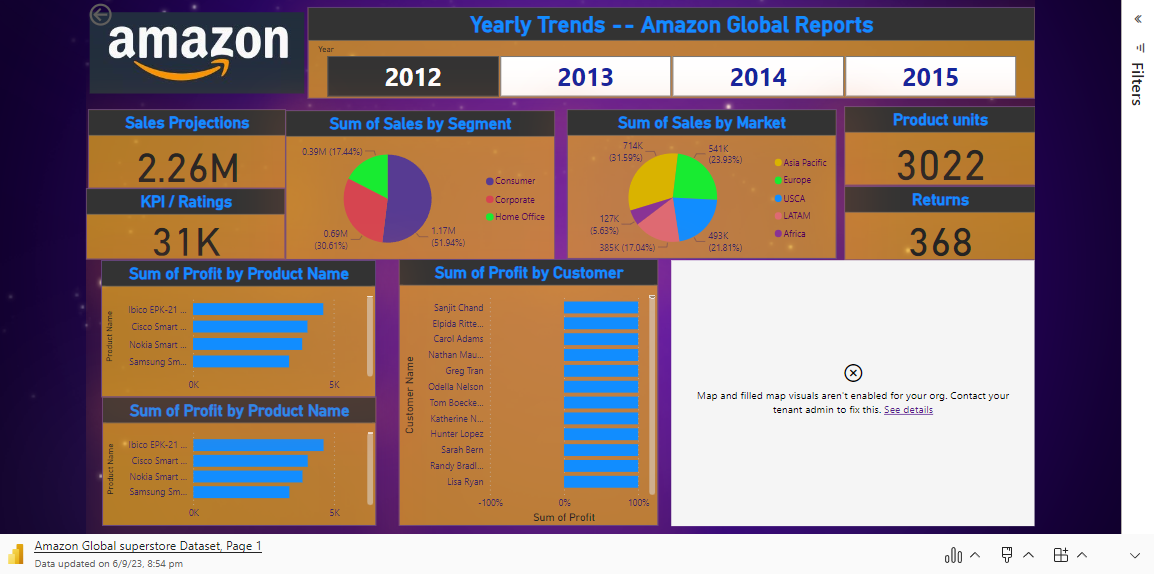 amazon
Yearly Trends -- Amazon Global Reports
Year
2012
2013
2014
2015
Sales Projections
2.26M
KPI / Ratings
31K
Sum of Sales by Segment
0.39M (17.44%)
0.69M
(30.61%)
1.17M
(51.94%)
Consumer
Corporate
Home Office
Sum of Sales by Market
714K
(31.59%)
541K
(23.93%)
127K
(5.63%)
385K (17.04%)
493K
(21.81%)
Asia Pacific
Europe
USCA
LATAM
Africa
Product units
3022
Returns
368
Sum of Profit by Product Name
Product Name
Ibico EPK-21 ...
Cisco Smart ...
Nokia Smart ...
Samsung Sm...
0K
5K
Sum of Profit by Product Name
Product Name
Ibico EPK-21 ...
Cisco Smart ...
Nokia Smart ...
Samsung Sm...
0K
5K
Sum of Profit by Customer
Customer Name
Sanjit Chand
Elpida Ritte...
Carol Adams
Nathan Mau...
Greg Tran
Odella Nelson
Tom Boecke...
Katherine N...
Hunter Lopez
Sarah Bern
Randy Bradl...
Lisa Ryan
-100%
0%
100%
Sum of Profit
Map and filled map visuals aren't enabled for your org. Contact your
tenant admin to fix this. See details
Filters
Amazon Global superstore Dataset, Page 1
Data updated on 6/9/23, 8:54 pm